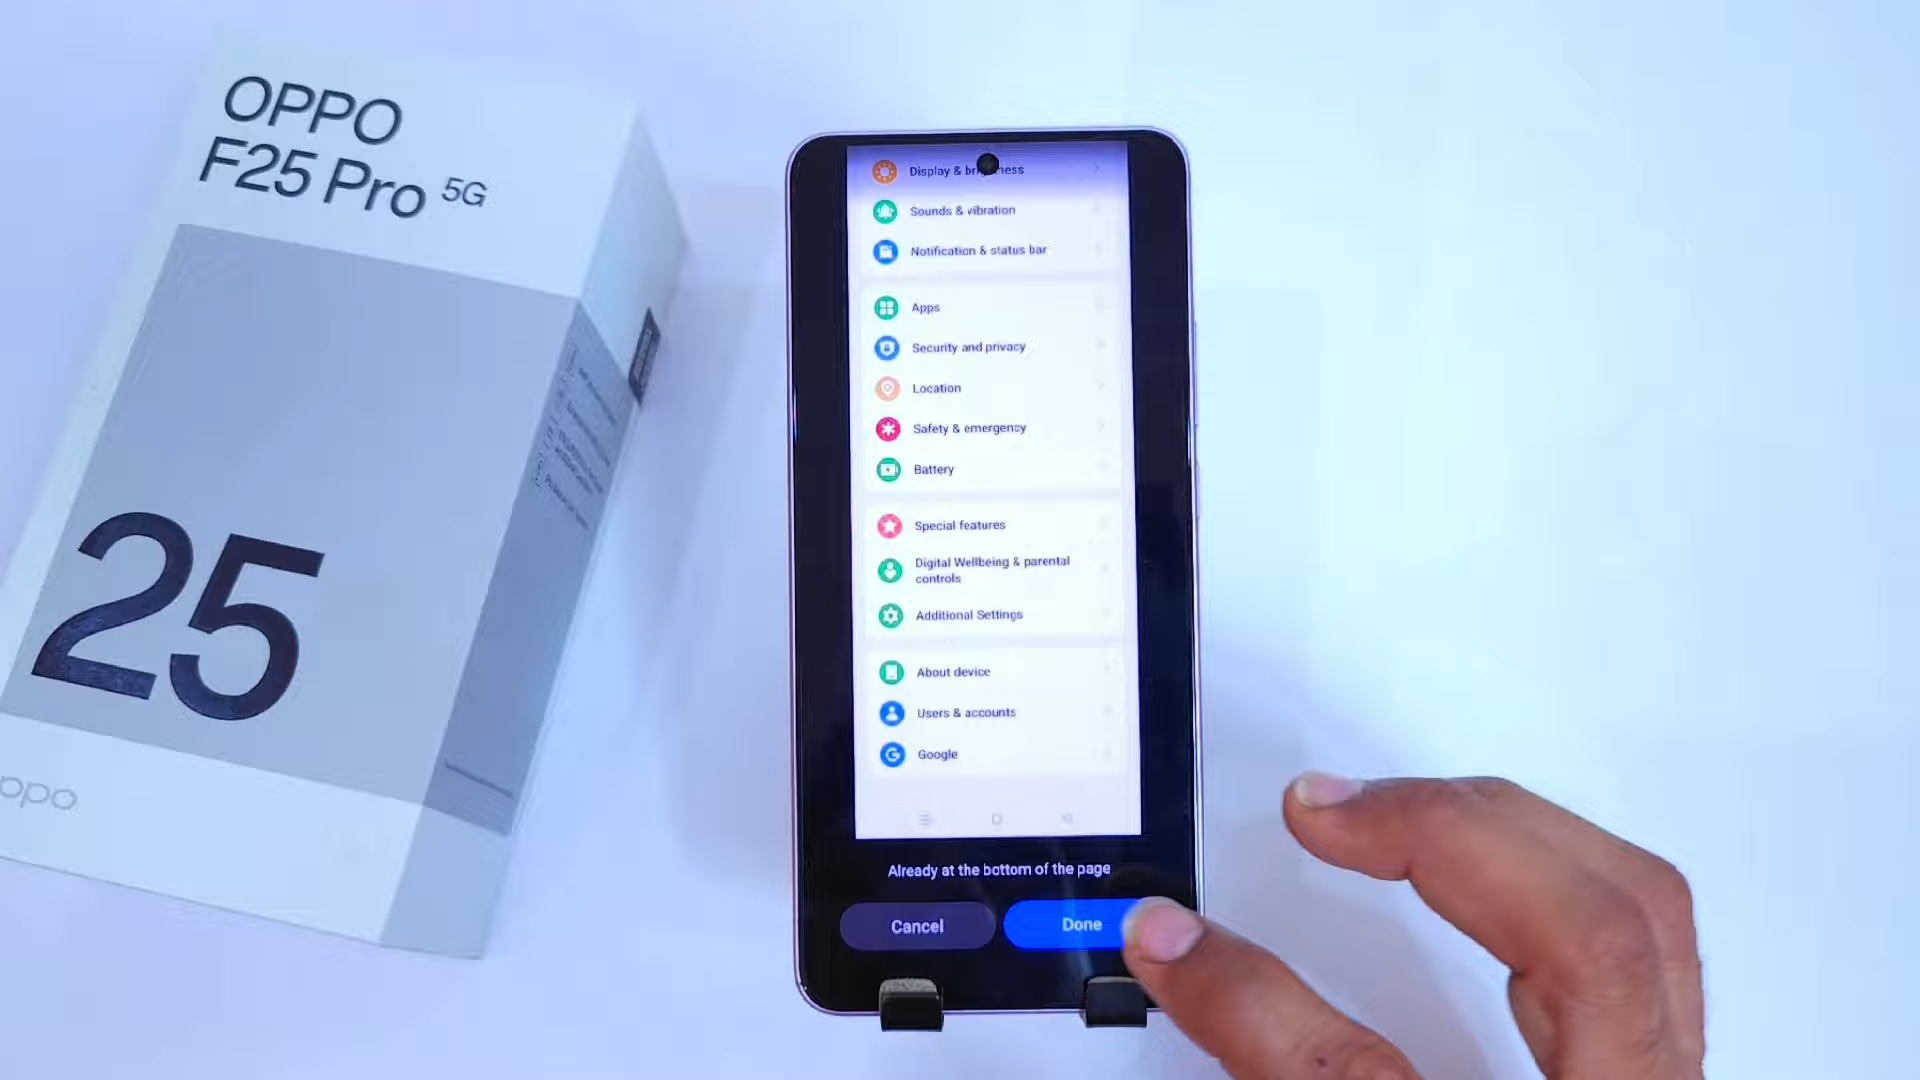 OPPO
F25 Pro 5G
25
oppo
Display & brightness
Sounds & vibration
Notification & status bar
Apps
Security and privacy
Location
Safety & emergency
Battery
Special features
Digital Wellbeing & parental
controls
Additional Settings
About device
Users & accounts
Google
Already at the bottom of the page
Cancel
Done